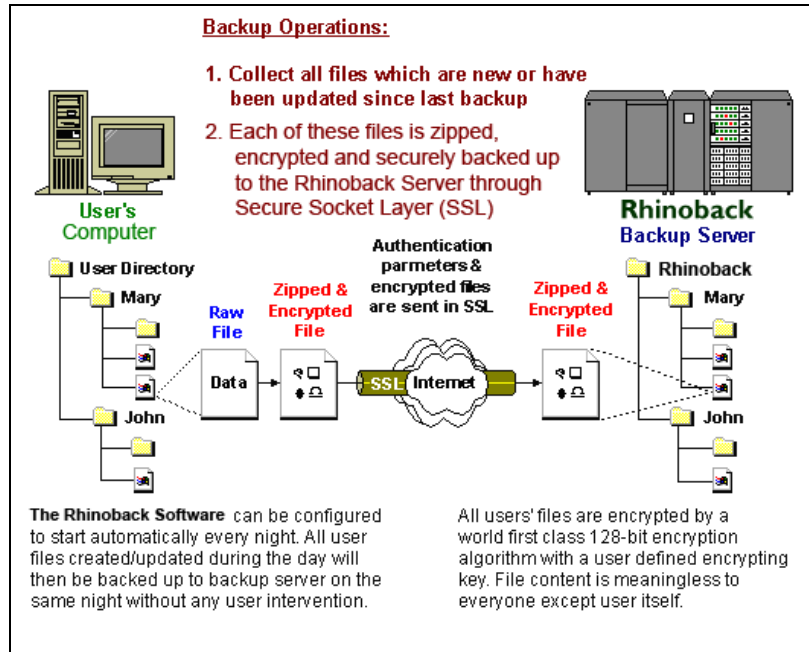 Backup Operations:
1. Collect all files which are new or have
been updated since last backup
2. Each of these files is zipped,
encrypted and securely backed up
to the Rhinoback Server through
Secure Socket Layer (SSL)
User's
Computer
Rhinoback
Backup Server
User Directory
Mary
John
Raw
File
Data
Zipped &
Encrypted
File
Authentication
parmeters &
encrypted files
are sent in SSL
SSL
Internet
Zipped &
Encrypted
File
Rhinoback
Mary
John
The Rhinoback Software can be configured
to start automatically every night. All user
files created/updated during the day will
then be backed up to backup server on the
same night without any user intervention.
All users' files are encrypted by a
world first class 128-bit encryption
algorithm with a user defined encrypting
key. File content is meaningless to
everyone except user itself.